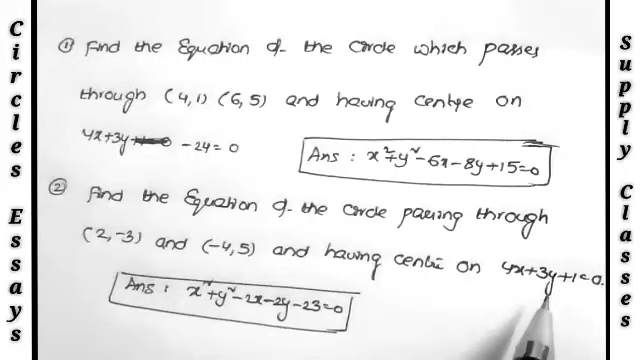 Circles Essays
① Find the Equation of the Circle which passes
through (4,1) (6,5) and having Centre on
4x+3y -24=0
Ans : x²+y²-6x-8y+15=0
② Find the Equation of the Circle passing through
(2,-3) and (-4,5) and having centre on 4x+3y+1=0.
Ans : x²+y²-2x-2y-23=0
Supply Classes